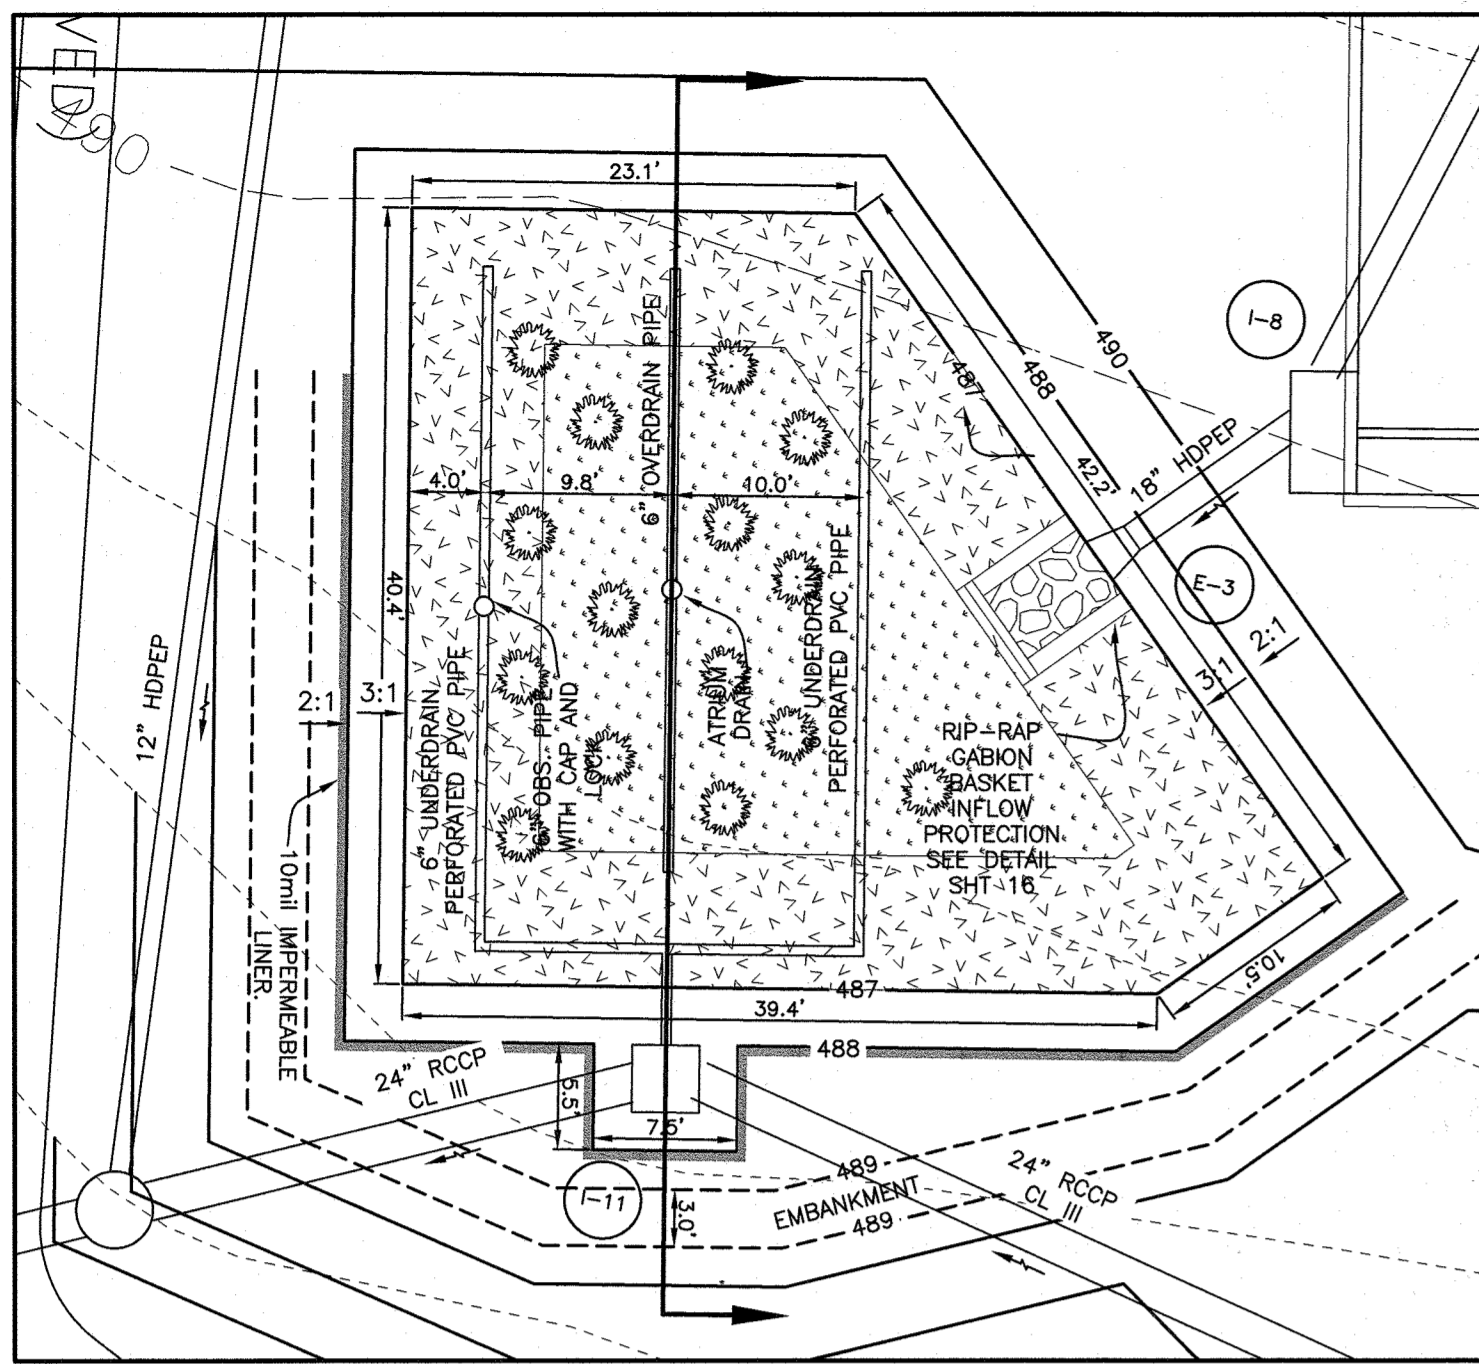 VED
490
23.1'
6"ø OVERDRAIN PIPE
I-8
490
488
487
42.2'
18" HDPEP
4.0'
9.8'
10.0'
E-3
2:1
3:1
40.4'
12" HDPEP
2:1
3:1
6"ø UNDERDRAIN
PERFORATED PVC PIPE
6"ø OBS. PIPE
WITH CAP AND
LOCK
ATRIUM
DRAIN
6"ø UNDERDRAIN
PERFORATED PVC PIPE
RIP-RAP
GABION
BASKET
INFLOW
PROTECTION
SEE DETAIL
SHT 16
10mil IMPERMEABLE
LINER.
487
39.4'
10.5'
488
24" RCCP
CL III
5.5'
7.5'
I-11
3.0'
489
EMBANKMENT
489
24" RCCP
CL III